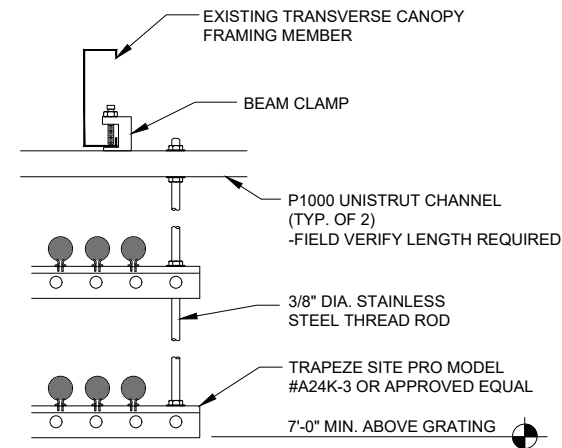 EXISTING TRANSVERSE CANOPY
FRAMING MEMBER
BEAM CLAMP
P1000 UNISTRUT CHANNEL
(TYP. OF 2)
-FIELD VERIFY LENGTH REQUIRED
3/8" DIA. STAINLESS
STEEL THREAD ROD
TRAPEZE SITE PRO MODEL
#A24K-3 OR APPROVED EQUAL
7'-0" MIN. ABOVE GRATING